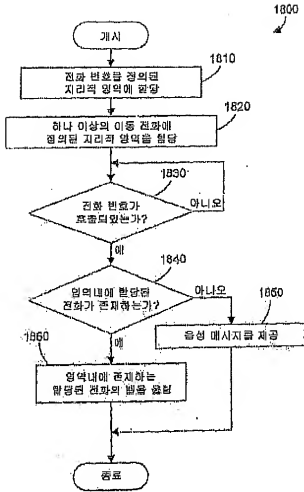 1800
개시
1810
전화 번호를 정의된
지리적 영역에 할당
1820
하나 이상의 이동 전화에
정의된 지리적 영역을 할당
1830
전화 번호가
호출되었는가?
아니오
예
1840
영역내에 할당된
전화가 존재하는가?
아니오
예
1850
음성 메시지를 제공
1860
영역내에 존재하는
할당된 전화의 벨을 울림
종료